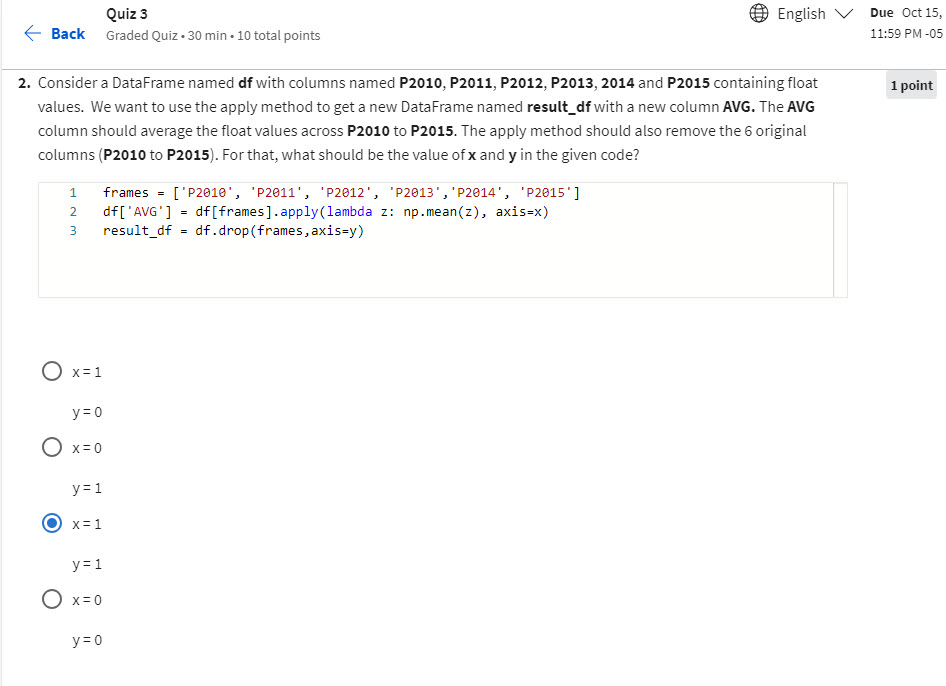 Quiz 3
English
Due Oct 15,
← Back
Graded Quiz • 30 min • 10 total points
11:59 PM -05
2. Consider a DataFrame named df with columns named P2010, P2011, P2012, P2013, 2014 and P2015 containing float
1 point
values. We want to use the apply method to get a new DataFrame named result_df with a new column AVG. The AVG
column should average the float values across P2010 to P2015. The apply method should also remove the 6 original
columns (P2010 to P2015). For that, what should be the value of x and y in the given code?
1 frames = ['P2010', 'P2011', 'P2012', 'P2013','P2014', 'P2015']
2 df['AVG'] = df[frames].apply(lambda z: np.mean(z), axis=x)
3 result_df = df.drop(frames,axis=y)
x = 1
y = 0
x = 0
y = 1
x = 1
y = 1
x = 0
y = 0